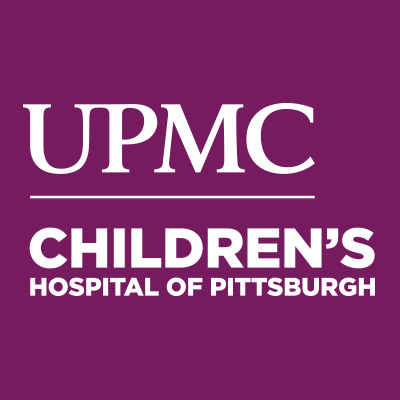 UPMC
CHILDREN'S
HOSPITAL OF PITTSBURGH